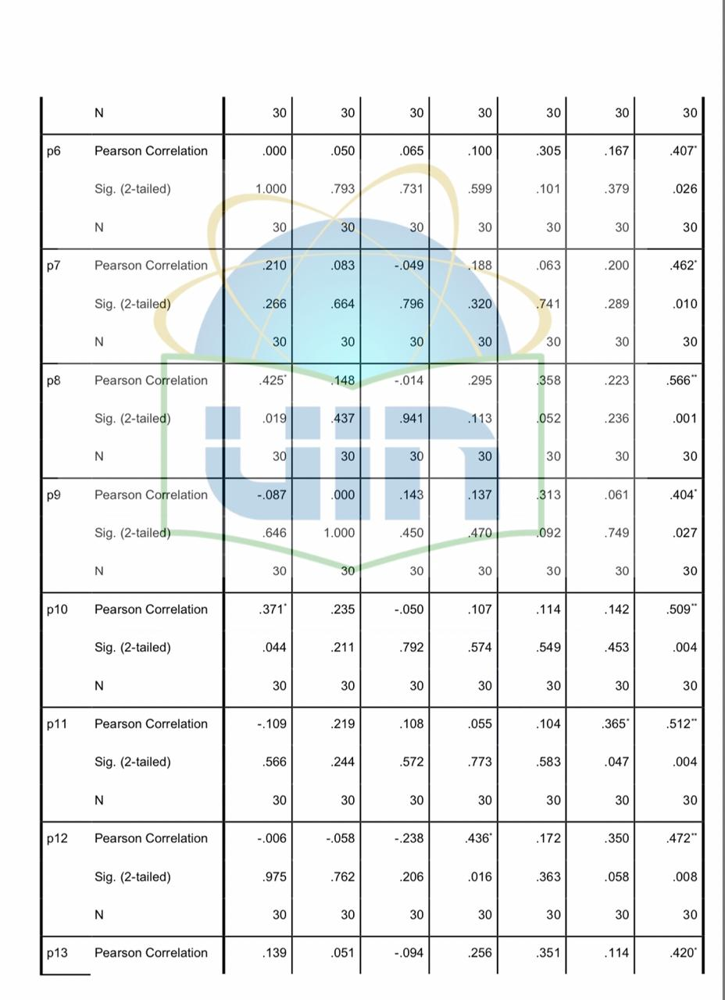 N 30 30 30 30 30 30 30
p6 Pearson Correlation .000 .050 .065 .100 .305 .167 .407*
Sig. (2-tailed) 1.000 .793 .731 .599 .101 .379 .026
N 30 30 30 30 30 30 30
p7 Pearson Correlation .210 .083 -.049 .188 .063 .200 .462*
Sig. (2-tailed) .266 .664 .796 .320 .741 .289 .010
N 30 30 30 30 30 30 30
p8 Pearson Correlation .425* .148 -.014 .295 .358 .223 .566**
Sig. (2-tailed) .019 .437 .941 .113 .052 .236 .001
N 30 30 30 30 30 30 30
uin
p9 Pearson Correlation -.087 .000 .143 .137 .313 .061 .404*
Sig. (2-tailed) .646 1.000 .450 .470 .092 .749 .027
N 30 30 30 30 30 30 30
p10 Pearson Correlation .371* .235 -.050 .107 .114 .142 .509**
Sig. (2-tailed) .044 .211 .792 .574 .549 .453 .004
N 30 30 30 30 30 30 30
p11 Pearson Correlation -.109 .219 .108 .055 .104 .365* .512**
Sig. (2-tailed) .566 .244 .572 .773 .583 .047 .004
N 30 30 30 30 30 30 30
p12 Pearson Correlation -.006 -.058 -.238 .436* .172 .350 .472**
Sig. (2-tailed) .975 .762 .206 .016 .363 .058 .008
N 30 30 30 30 30 30 30
p13 Pearson Correlation .139 .051 -.094 .256 .351 .114 .420*